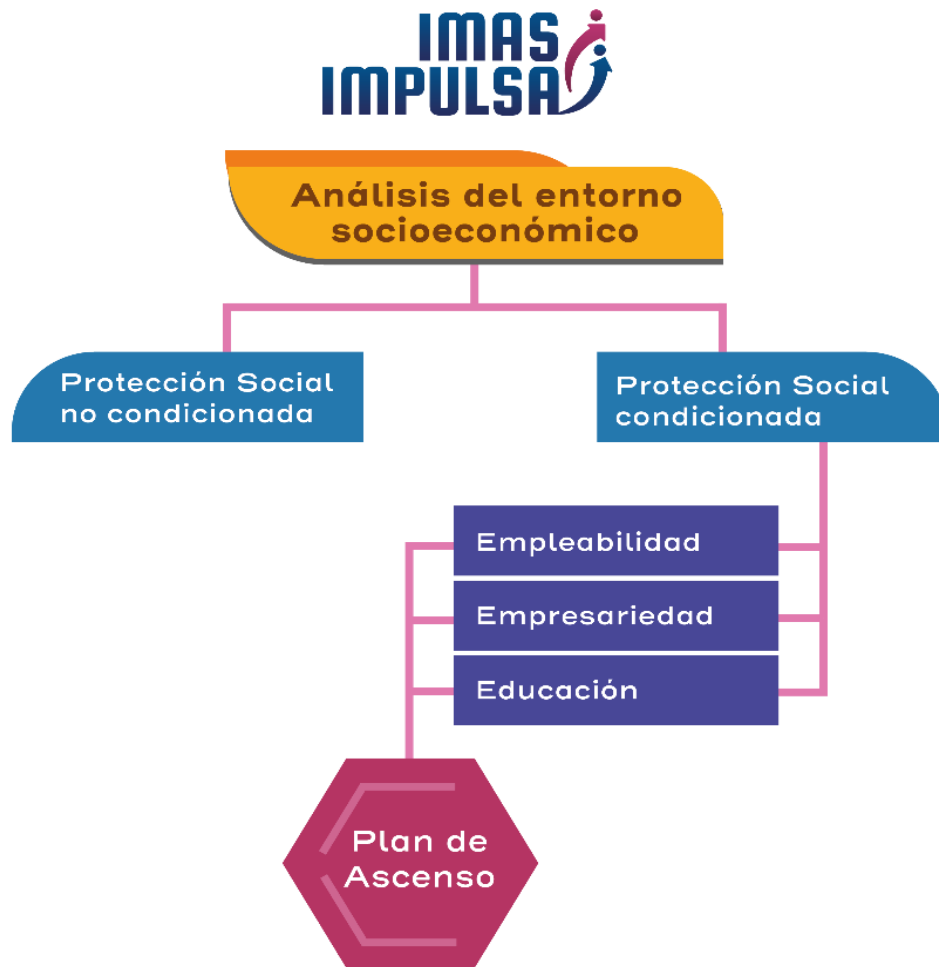 IMAS
IMPULSA
Análisis del entorno
socioeconómico
Protección Social
no condicionada
Protección Social
condicionada
Empleabilidad
Empresariedad
Educación
Plan de
Ascenso